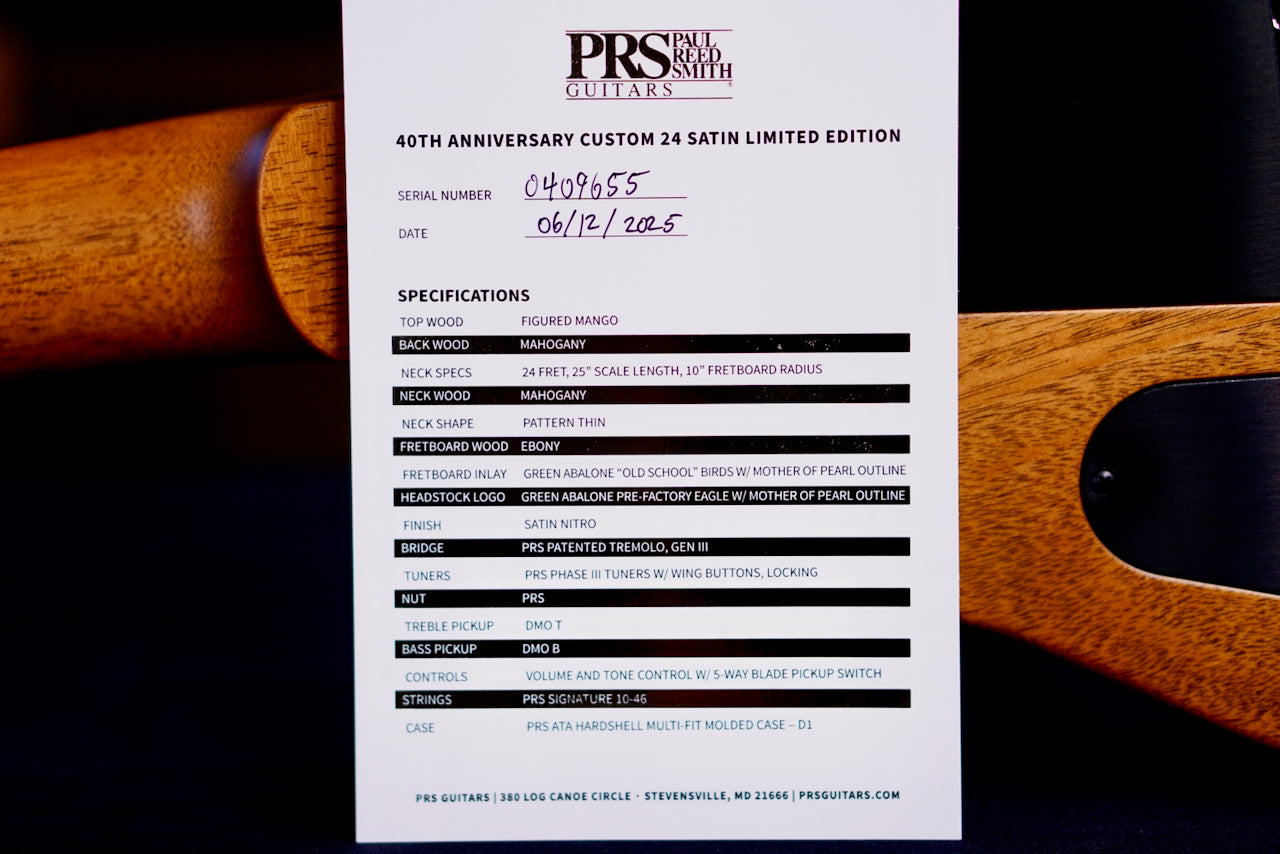 PRS PAUL REED SMITH
GUITARS ®
40TH ANNIVERSARY CUSTOM 24 SATIN LIMITED EDITION
SERIAL NUMBER 0409655
DATE 06/12/2025
SPECIFICATIONS
TOP WOOD FIGURED MANGO
BACK WOOD MAHOGANY
NECK SPECS 24 FRET, 25” SCALE LENGTH, 10” FRETBOARD RADIUS
NECK WOOD MAHOGANY
NECK SHAPE PATTERN THIN
FRETBOARD WOOD EBONY
FRETBOARD INLAY GREEN ABALONE “OLD SCHOOL” BIRDS W/ MOTHER OF PEARL OUTLINE
HEADSTOCK LOGO GREEN ABALONE PRE-FACTORY EAGLE W/ MOTHER OF PEARL OUTLINE
FINISH SATIN NITRO
BRIDGE PRS PATENTED TREMOLO, GEN III
TUNERS PRS PHASE III TUNERS W/ WING BUTTONS, LOCKING
NUT PRS
TREBLE PICKUP DMO T
BASS PICKUP DMO B
CONTROLS VOLUME AND TONE CONTROL W/ 5-WAY BLADE PICKUP SWITCH
STRINGS PRS SIGNATURE 10-46
CASE PRS ATA HARDSHELL MULTI-FIT MOLDED CASE – D1
PRS GUITARS | 380 LOG CANOE CIRCLE · STEVENSVILLE, MD 21666 | PRSGUITARS.COM